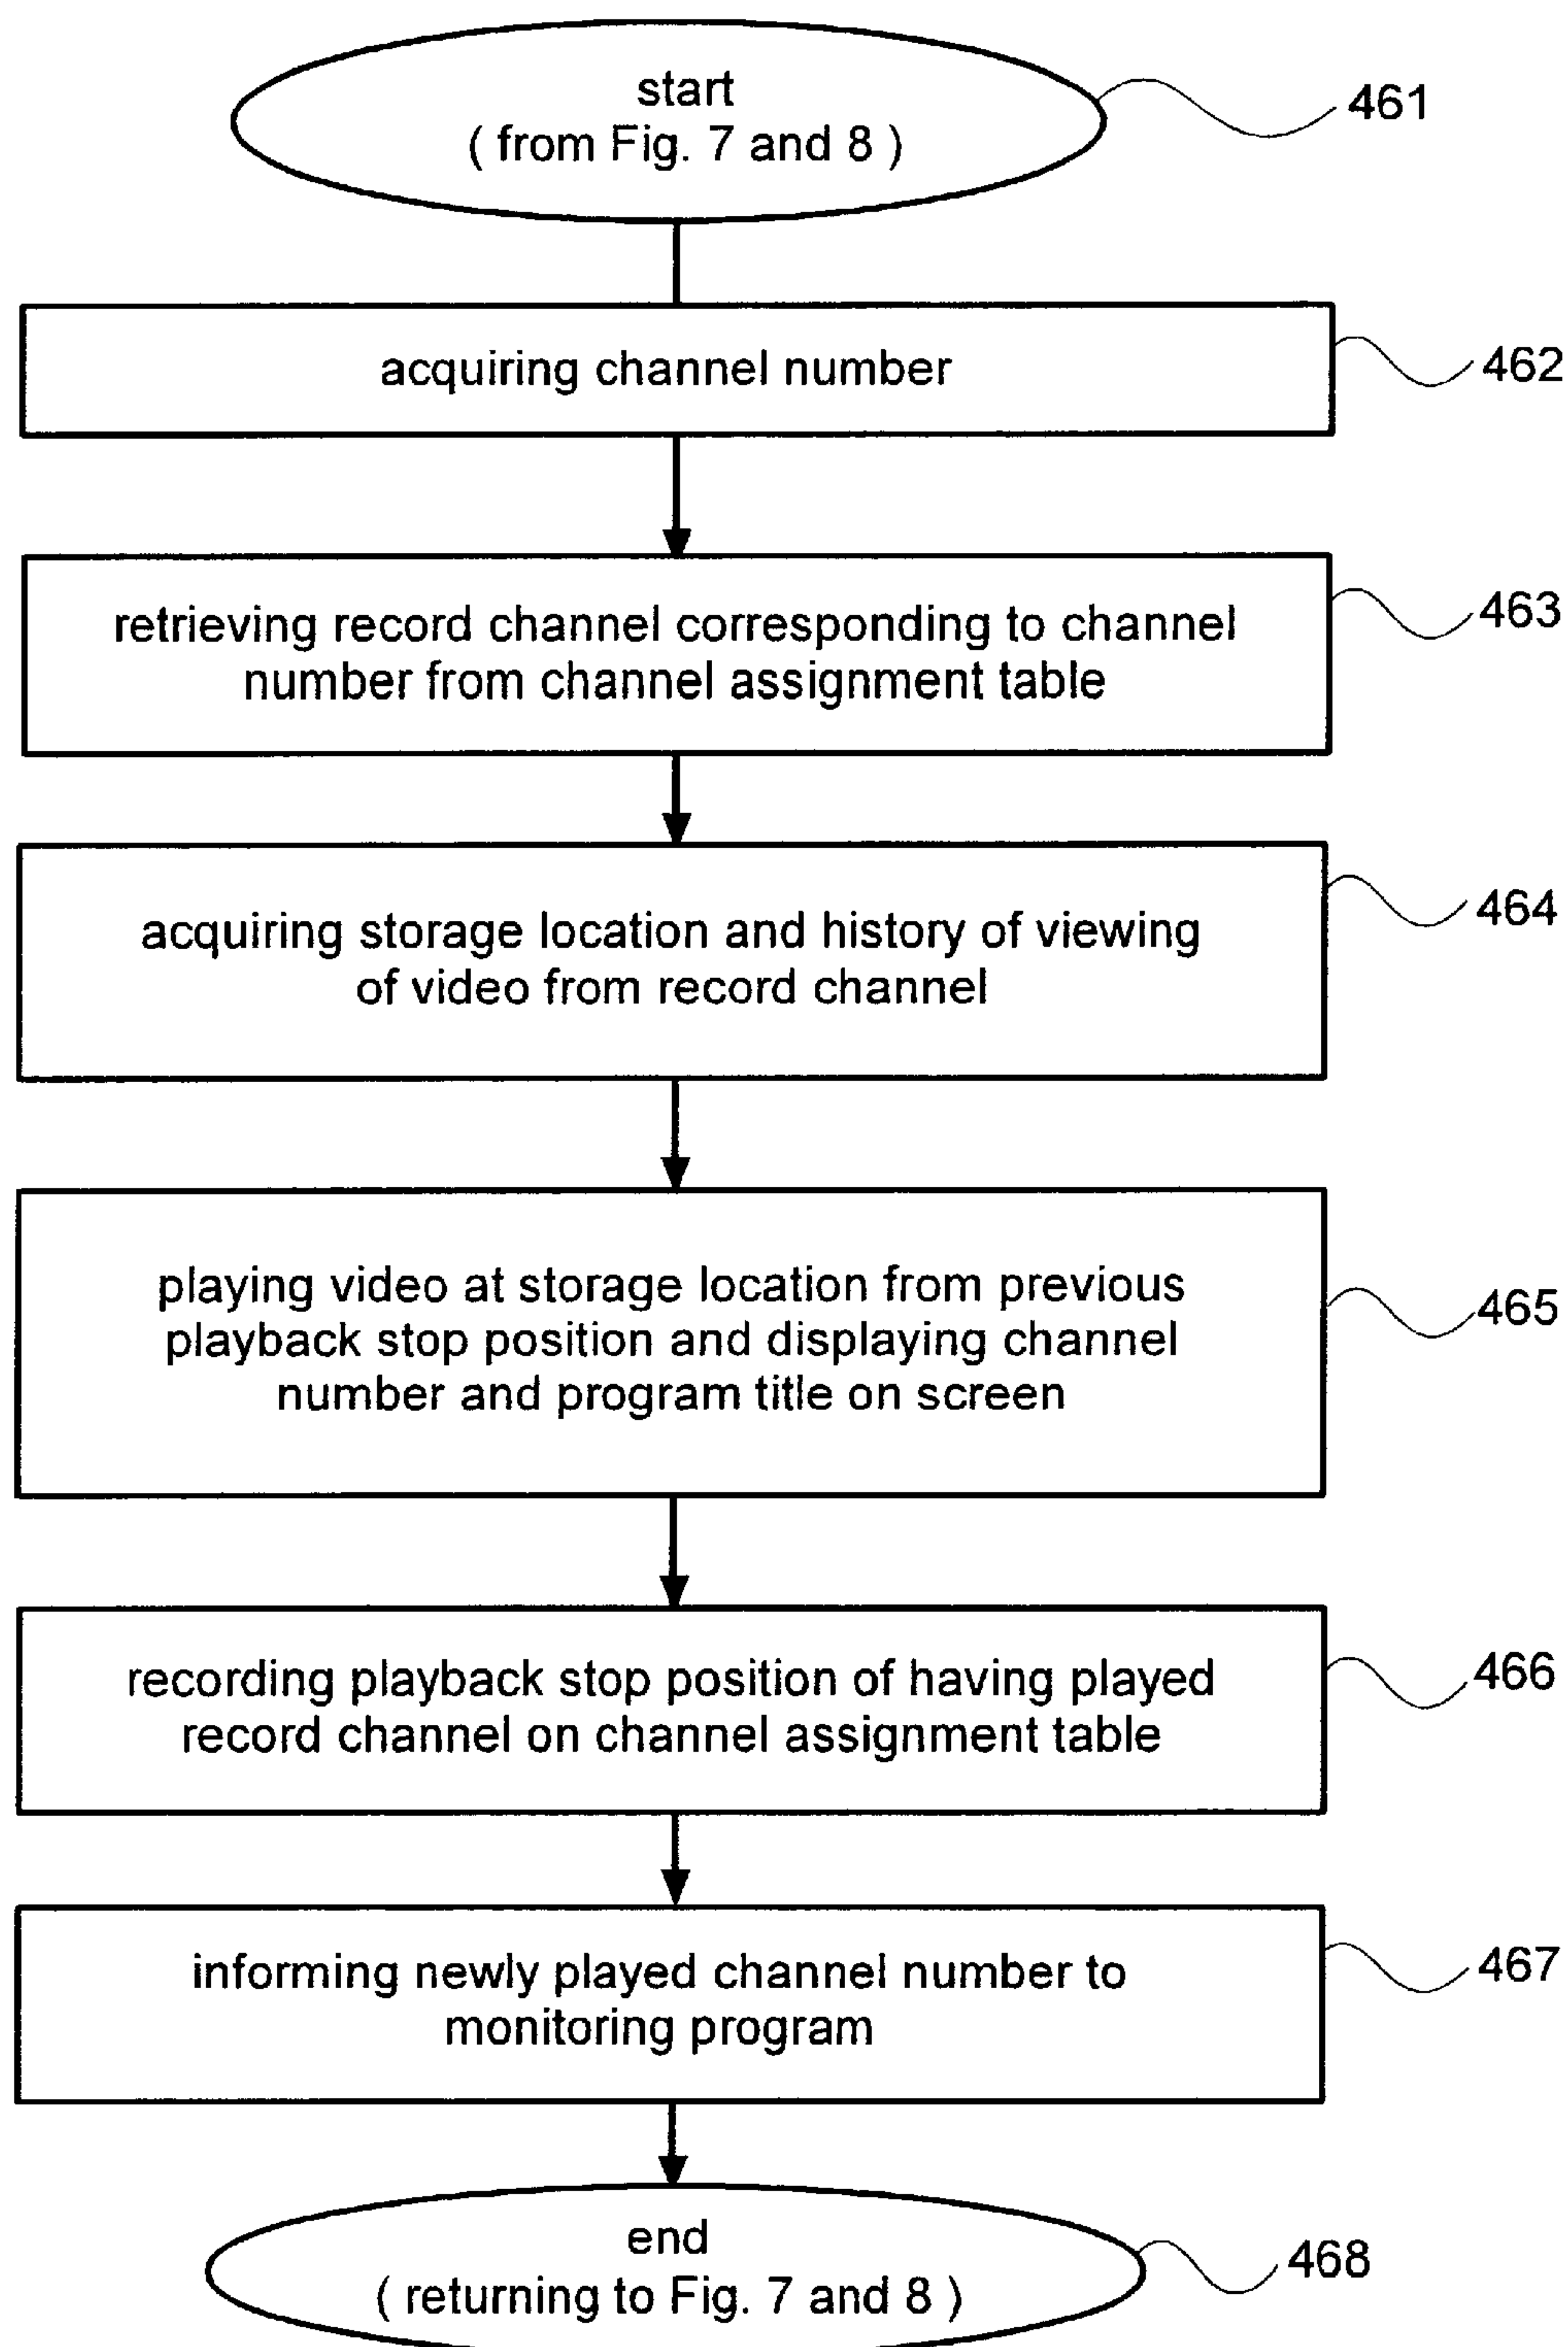 start
( from Fig. 7 and 8 )
461
acquiring channel number
462
retrieving record channel corresponding to channel
number from channel assignment table
463
acquiring storage location and history of viewing
of video from record channel
464
playing video at storage location from previous
playback stop position and displaying channel
number and program title on screen
465
recording playback stop position of having played
record channel on channel assignment table
466
informing newly played channel number to
monitoring program
467
end
( returning to Fig. 7 and 8 )
468